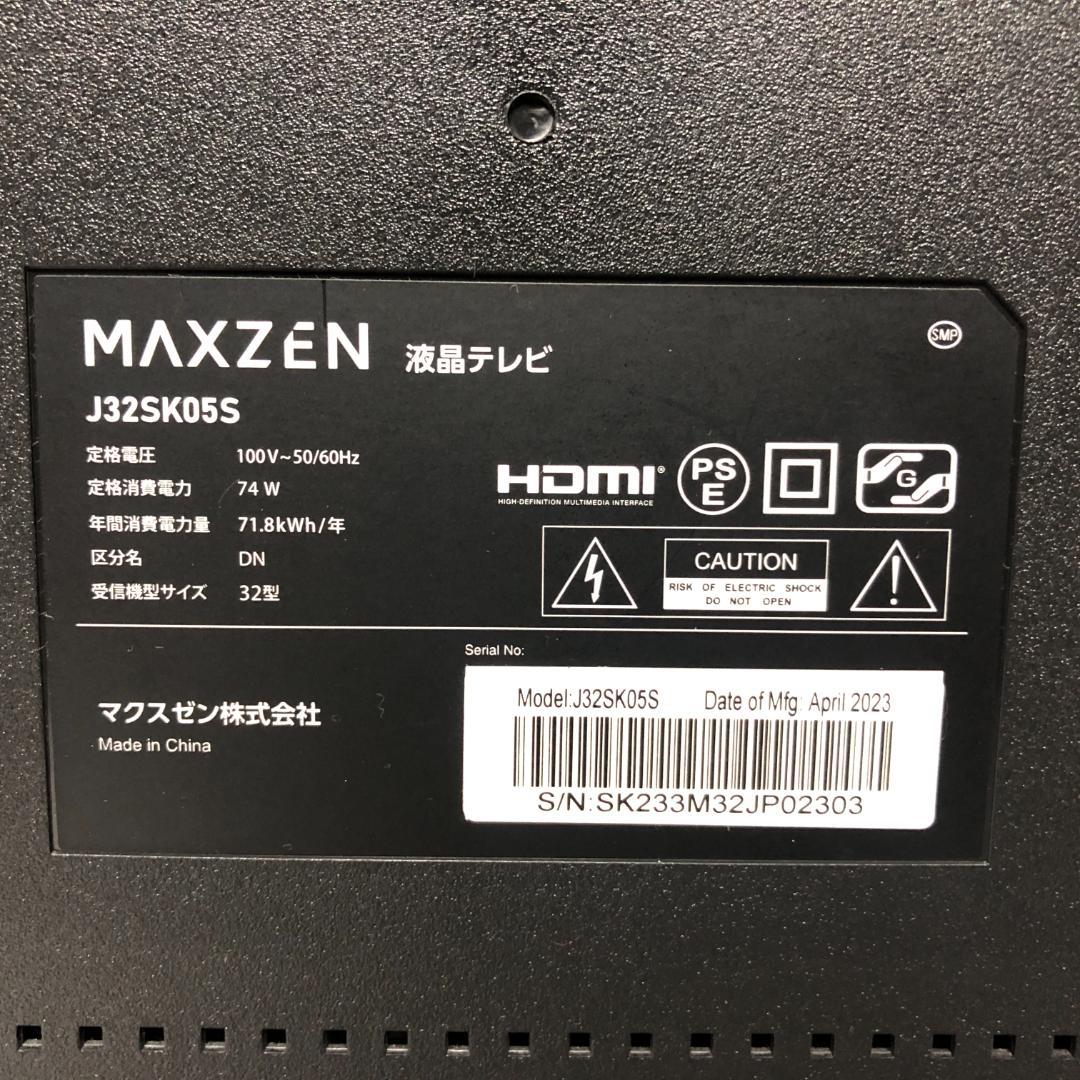 MAXZEN 液晶テレビ
SMP
J32SK05S
定格電圧 100V~50/60Hz
定格消費電力 74 W
年間消費電力量 71.8kWh/年
区分名 DN
受信機型サイズ 32型
HDMI®
HIGH-DEFINITION MULTIMEDIA INTERFACE
PS
E
G
CAUTION
RISK OF ELECTRIC SHOCK
DO NOT OPEN
Serial No:
マクスゼン株式会社
Made in China
Model:J32SK05S Date of Mfg: April 2023
S/N:SK233M32JP02303